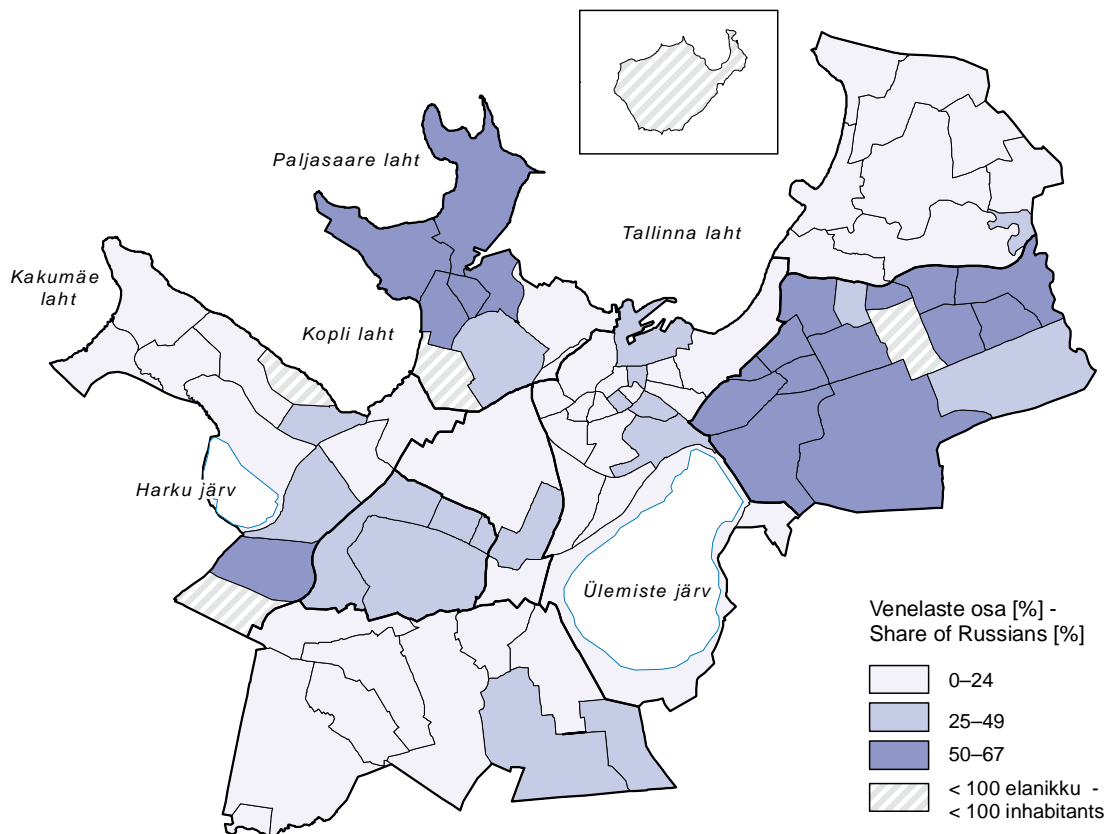 Paljasaare laht
Tallinna laht
Kakumäe
laht
Kopli laht
Harku järv
Ülemiste järv
Venelaste osa [%] -
Share of Russians [%]
0–24
25–49
50–67
< 100 elanikku -
< 100 inhabitants